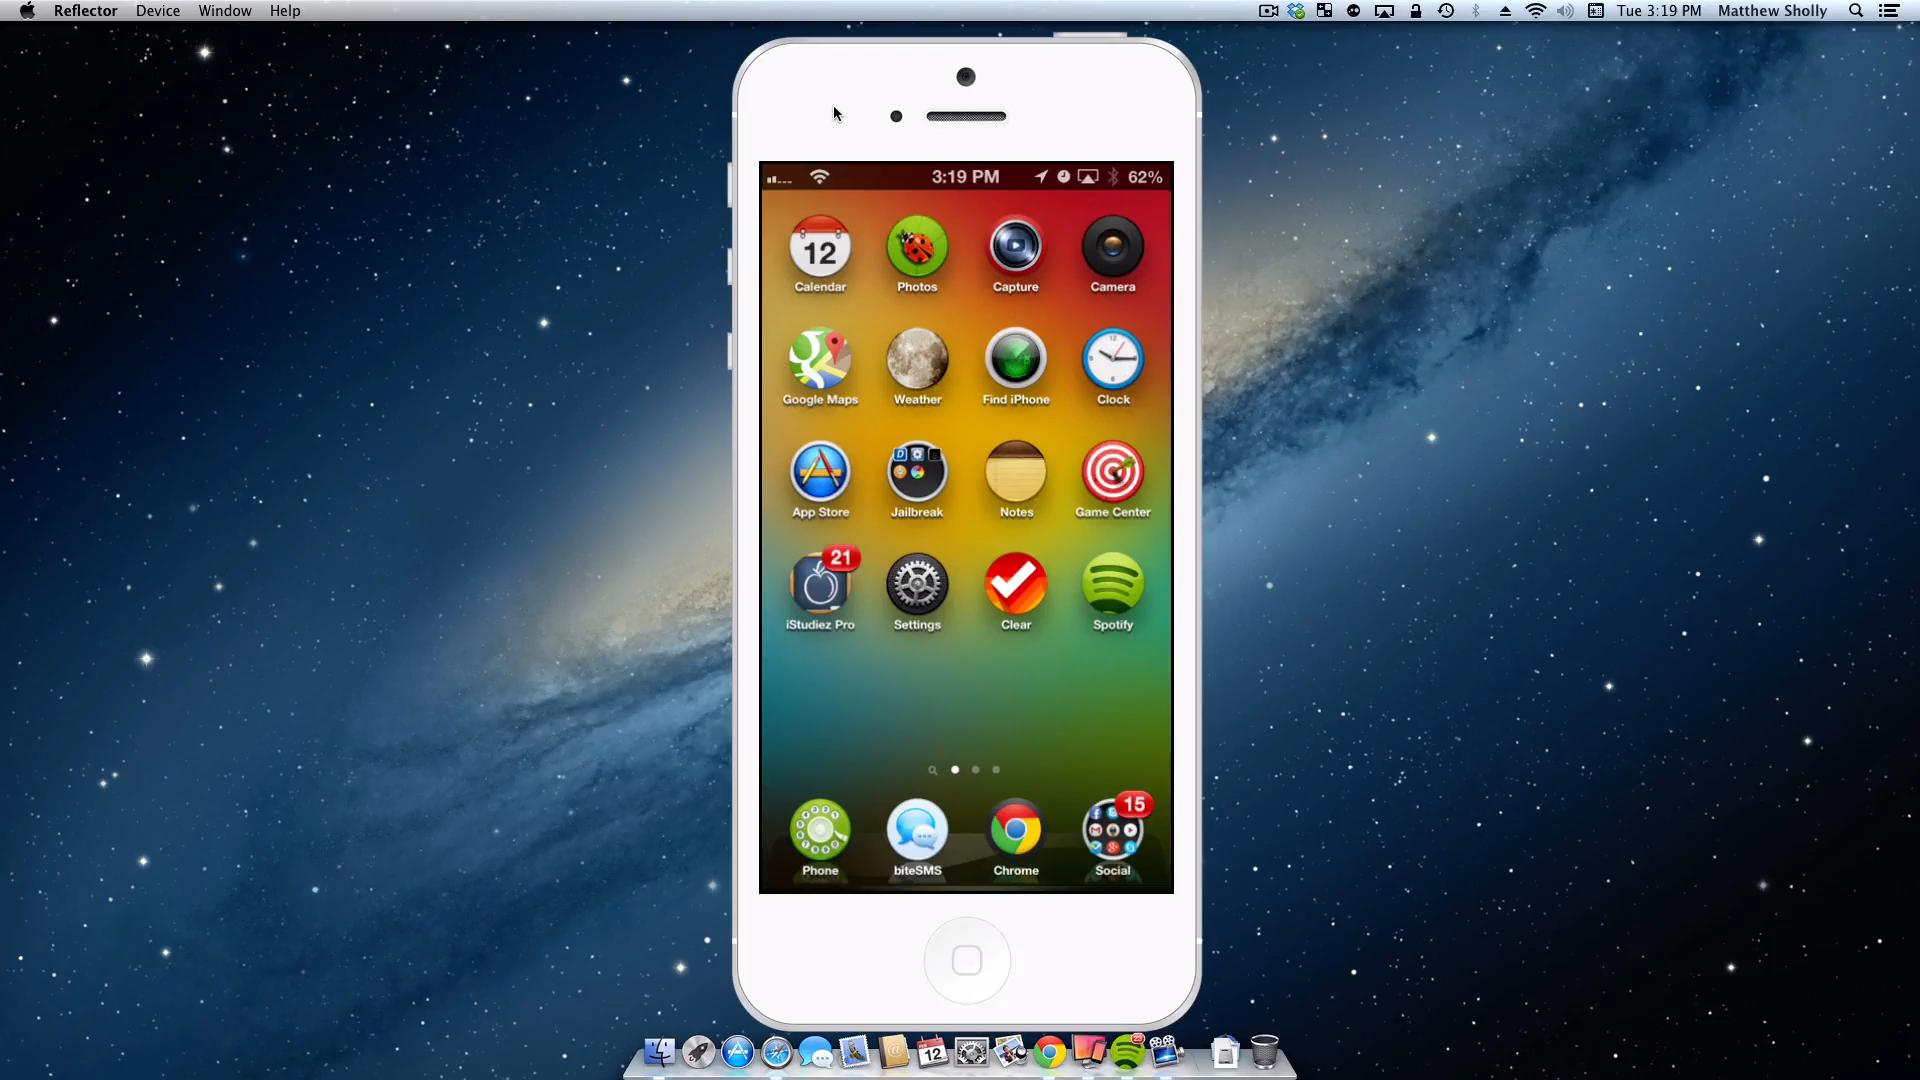 Reflector Device Window Help Tue 3:19 PM Matthew Sholly
3:19 PM 62%
12
Calendar Photos Capture Camera
Google Maps Weather Find iPhone Clock
App Store Jailbreak Notes Game Center
21
iStudiez Pro Settings Clear Spotify
15
Phone biteSMS Chrome Social
12
23